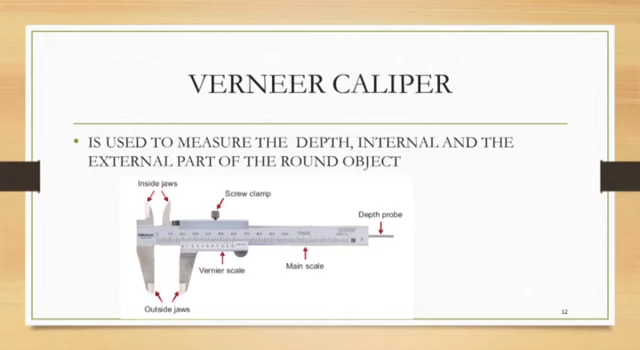 VERNEER CALIPER
• IS USED TO MEASURE THE DEPTH, INTERNAL AND THE
EXTERNAL PART OF THE ROUND OBJECT
Inside jaws
Screw clamp
Depth probe
Vernier scale
Main scale
Outside jaws
12